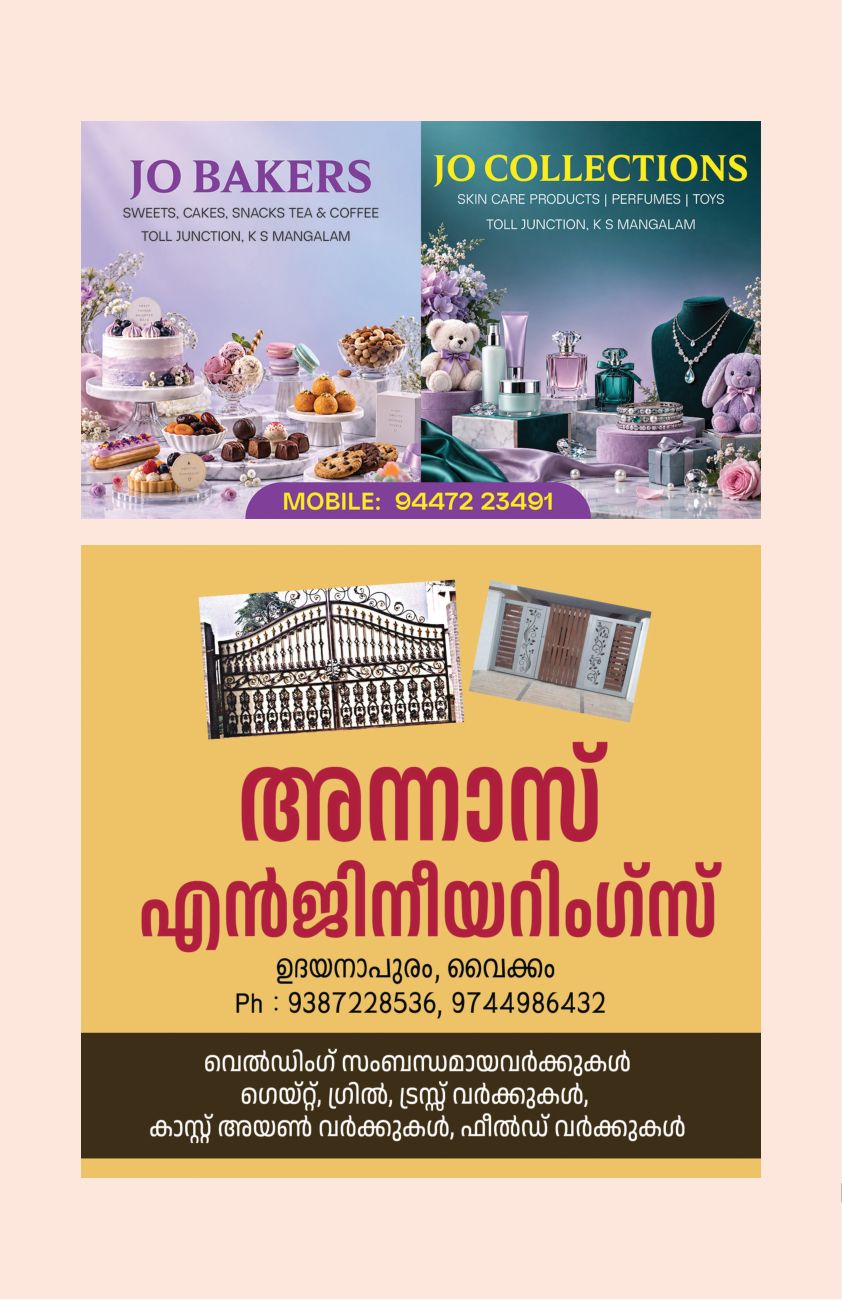 JO BAKERS
SWEETS, CAKES, SNACKS TEA & COFFEE
TOLL JUNCTION, K S MANGALAM
JO COLLECTIONS
SKIN CARE PRODUCTS | PERFUMES | TOYS
TOLL JUNCTION, K S MANGALAM
MOBILE: 94472 23491
അന്നാസ്
എൻജിനീയറിംഗ്സ്
ഉദയനാപുരം, വൈക്കം
Ph : 9387228536, 9744986432
വെൽഡിംഗ് സംബന്ധമായവർക്കുകൾ
ഗെയ്റ്റ്, ഗ്രിൽ, ട്രസ്സ് വർക്കുകൾ,
കാസ്റ്റ് അയൺ വർക്കുകൾ, ഫീൽഡ് വർക്കുകൾ